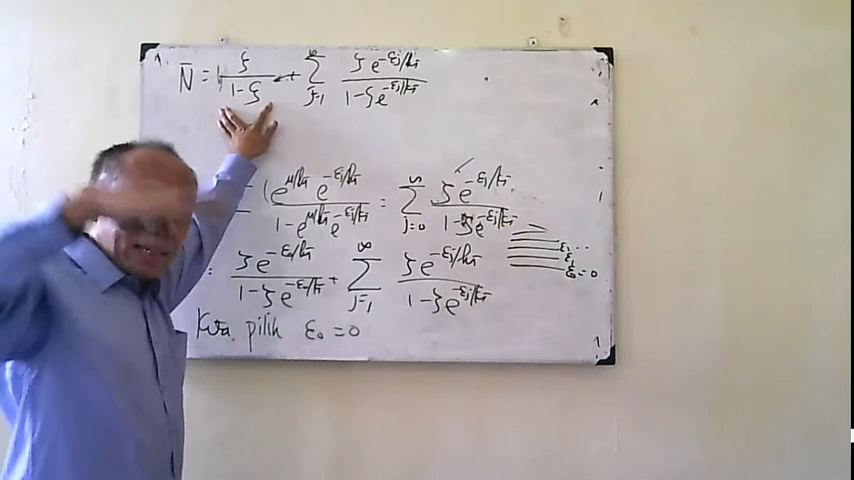 N̄ = ζ/(1-ζ) + Σ_{j=1}^{∞} ζe^{-εj/kT}/(1-ζe^{-εj/kT})
= e^{μ/kT} e^{-εj/kT}/(1-e^{μ/kT}e^{-εj/kT}) = Σ_{j=0}^{∞} ζe^{-εj/kT}/(1-ζe^{-εj/kT})
ε₁
ε₀=0
= ζe^{-ε₀/kT}/(1-ζe^{-ε₀/kT}) + Σ_{j=1}^{∞} ζe^{-εj/kT}/(1-ζe^{-εj/kT})
Kita pilih ε₀ = 0